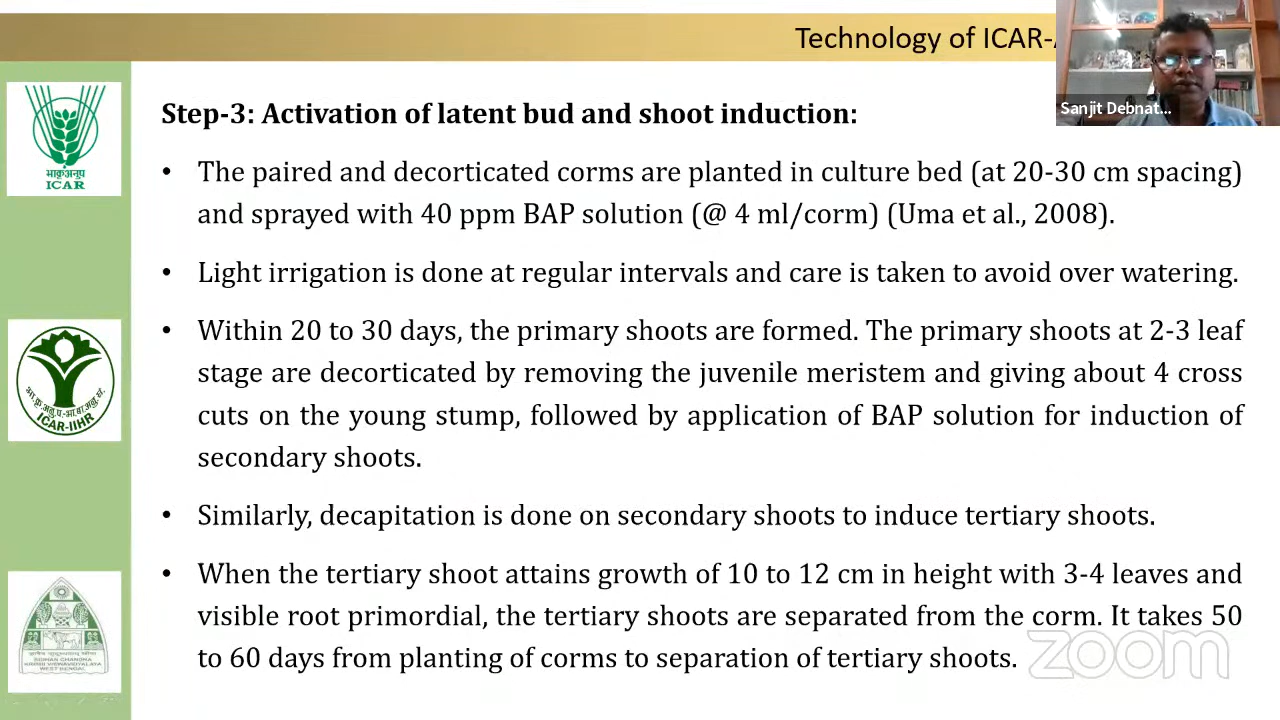 Technology of ICAR-
Sanjit Debnat...
Step-3: Activation of latent bud and shoot induction:
• The paired and decorticated corms are planted in culture bed (at 20-30 cm spacing)
and sprayed with 40 ppm BAP solution (@ 4 ml/corm) (Uma et al., 2008).
• Light irrigation is done at regular intervals and care is taken to avoid over watering.
• Within 20 to 30 days, the primary shoots are formed. The primary shoots at 2-3 leaf
stage are decorticated by removing the juvenile meristem and giving about 4 cross
cuts on the young stump, followed by application of BAP solution for induction of
secondary shoots.
• Similarly, decapitation is done on secondary shoots to induce tertiary shoots.
• When the tertiary shoot attains growth of 10 to 12 cm in height with 3-4 leaves and
visible root primordial, the tertiary shoots are separated from the corm. It takes 50
to 60 days from planting of corms to separation of tertiary shoots.
भाकृअनुप
ICAR
ICAR-IIHR
BIDHAN CHANDRA
KRISHI VISWAVIDYALAYA
WEST BENGAL
zoom